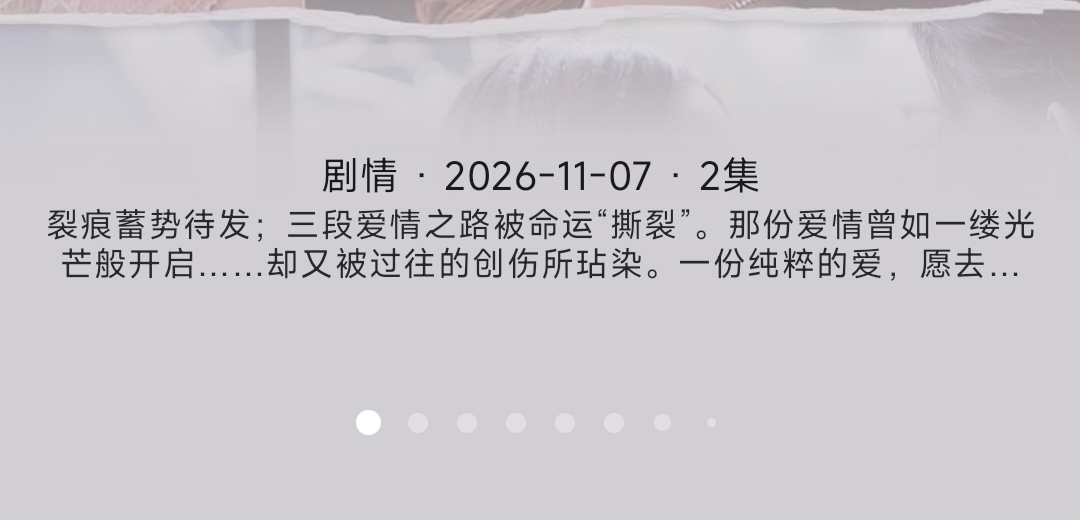 剧情 · 2026-11-07 · 2集
裂痕蓄势待发；三段爱情之路被命运“撕裂”。那份爱情曾如一缕光
芒般开启……却又被过往的创伤所玷染。一份纯粹的爱，愿去…